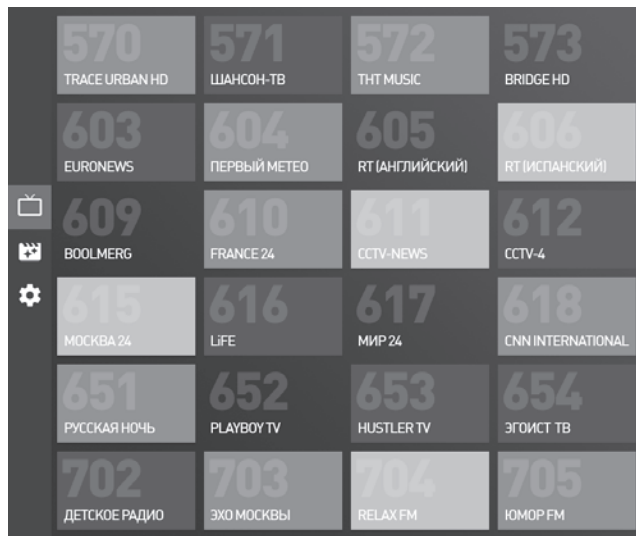 570 571 572 573
TRACE URBAN HD ШАНСОН-ТВ ТНТ MUSIC BRIDGE HD
603 604 605 606
EURONEWS ПЕРВЫЙ МЕТЕО RT (АНГЛИЙСКИЙ) RT (ИСПАНСКИЙ)
609 610 611 612
BOOLMERG FRANCE 24 CCTV-NEWS CCTV-4
615 616 617 618
МОСКВА 24 LiFE МИР 24 CNN INTERNATIONAL
651 652 653 654
РУССКАЯ НОЧЬ PLAYBOY TV HUSTLER TV ЭГОИСТ ТВ
702 703 704 705
ДЕТСКОЕ РАДИО ЭХО МОСКВЫ RELAX FM ЮМОР FM